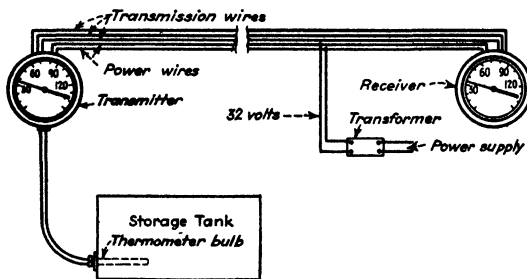 Transmission wires
60 90
30 120
Power wires
Transmitter
60 90
30 120
Receiver
32 volts
Transformer
Power supply
Storage Tank
Thermometer bulb